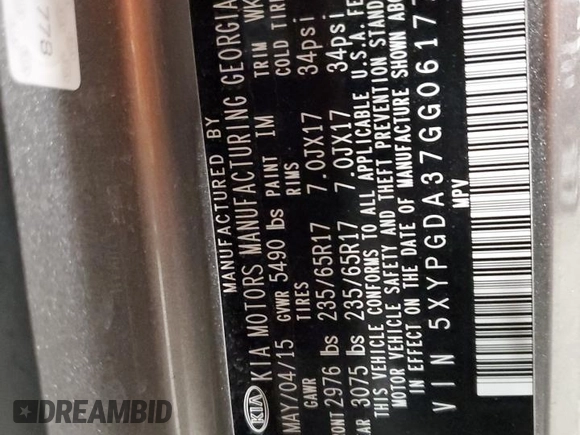 778
MANUFACTURED BY
KIA MOTORS MANUFACTURING GEORGIA
KIA
MAY/04/15 GVWR 5490 lbs PAINT IM TRIM WK
GAWR TIRES RIMS COLD TIRE
2976 lbs 235/65R17 7.0JX17 34psi
3075 lbs 235/65R17 7.0JX17 34psi
THIS VEHICLE CONFORMS TO ALL APPLICABLE U.S.A. FE
MOTOR VEHICLE SAFETY AND THEFT PREVENTION STAND
IN EFFECT ON THE DATE OF MANUFACTURE SHOWN ABO
VIN 5XYPGDA37GG0617
MPV
DREAMBID